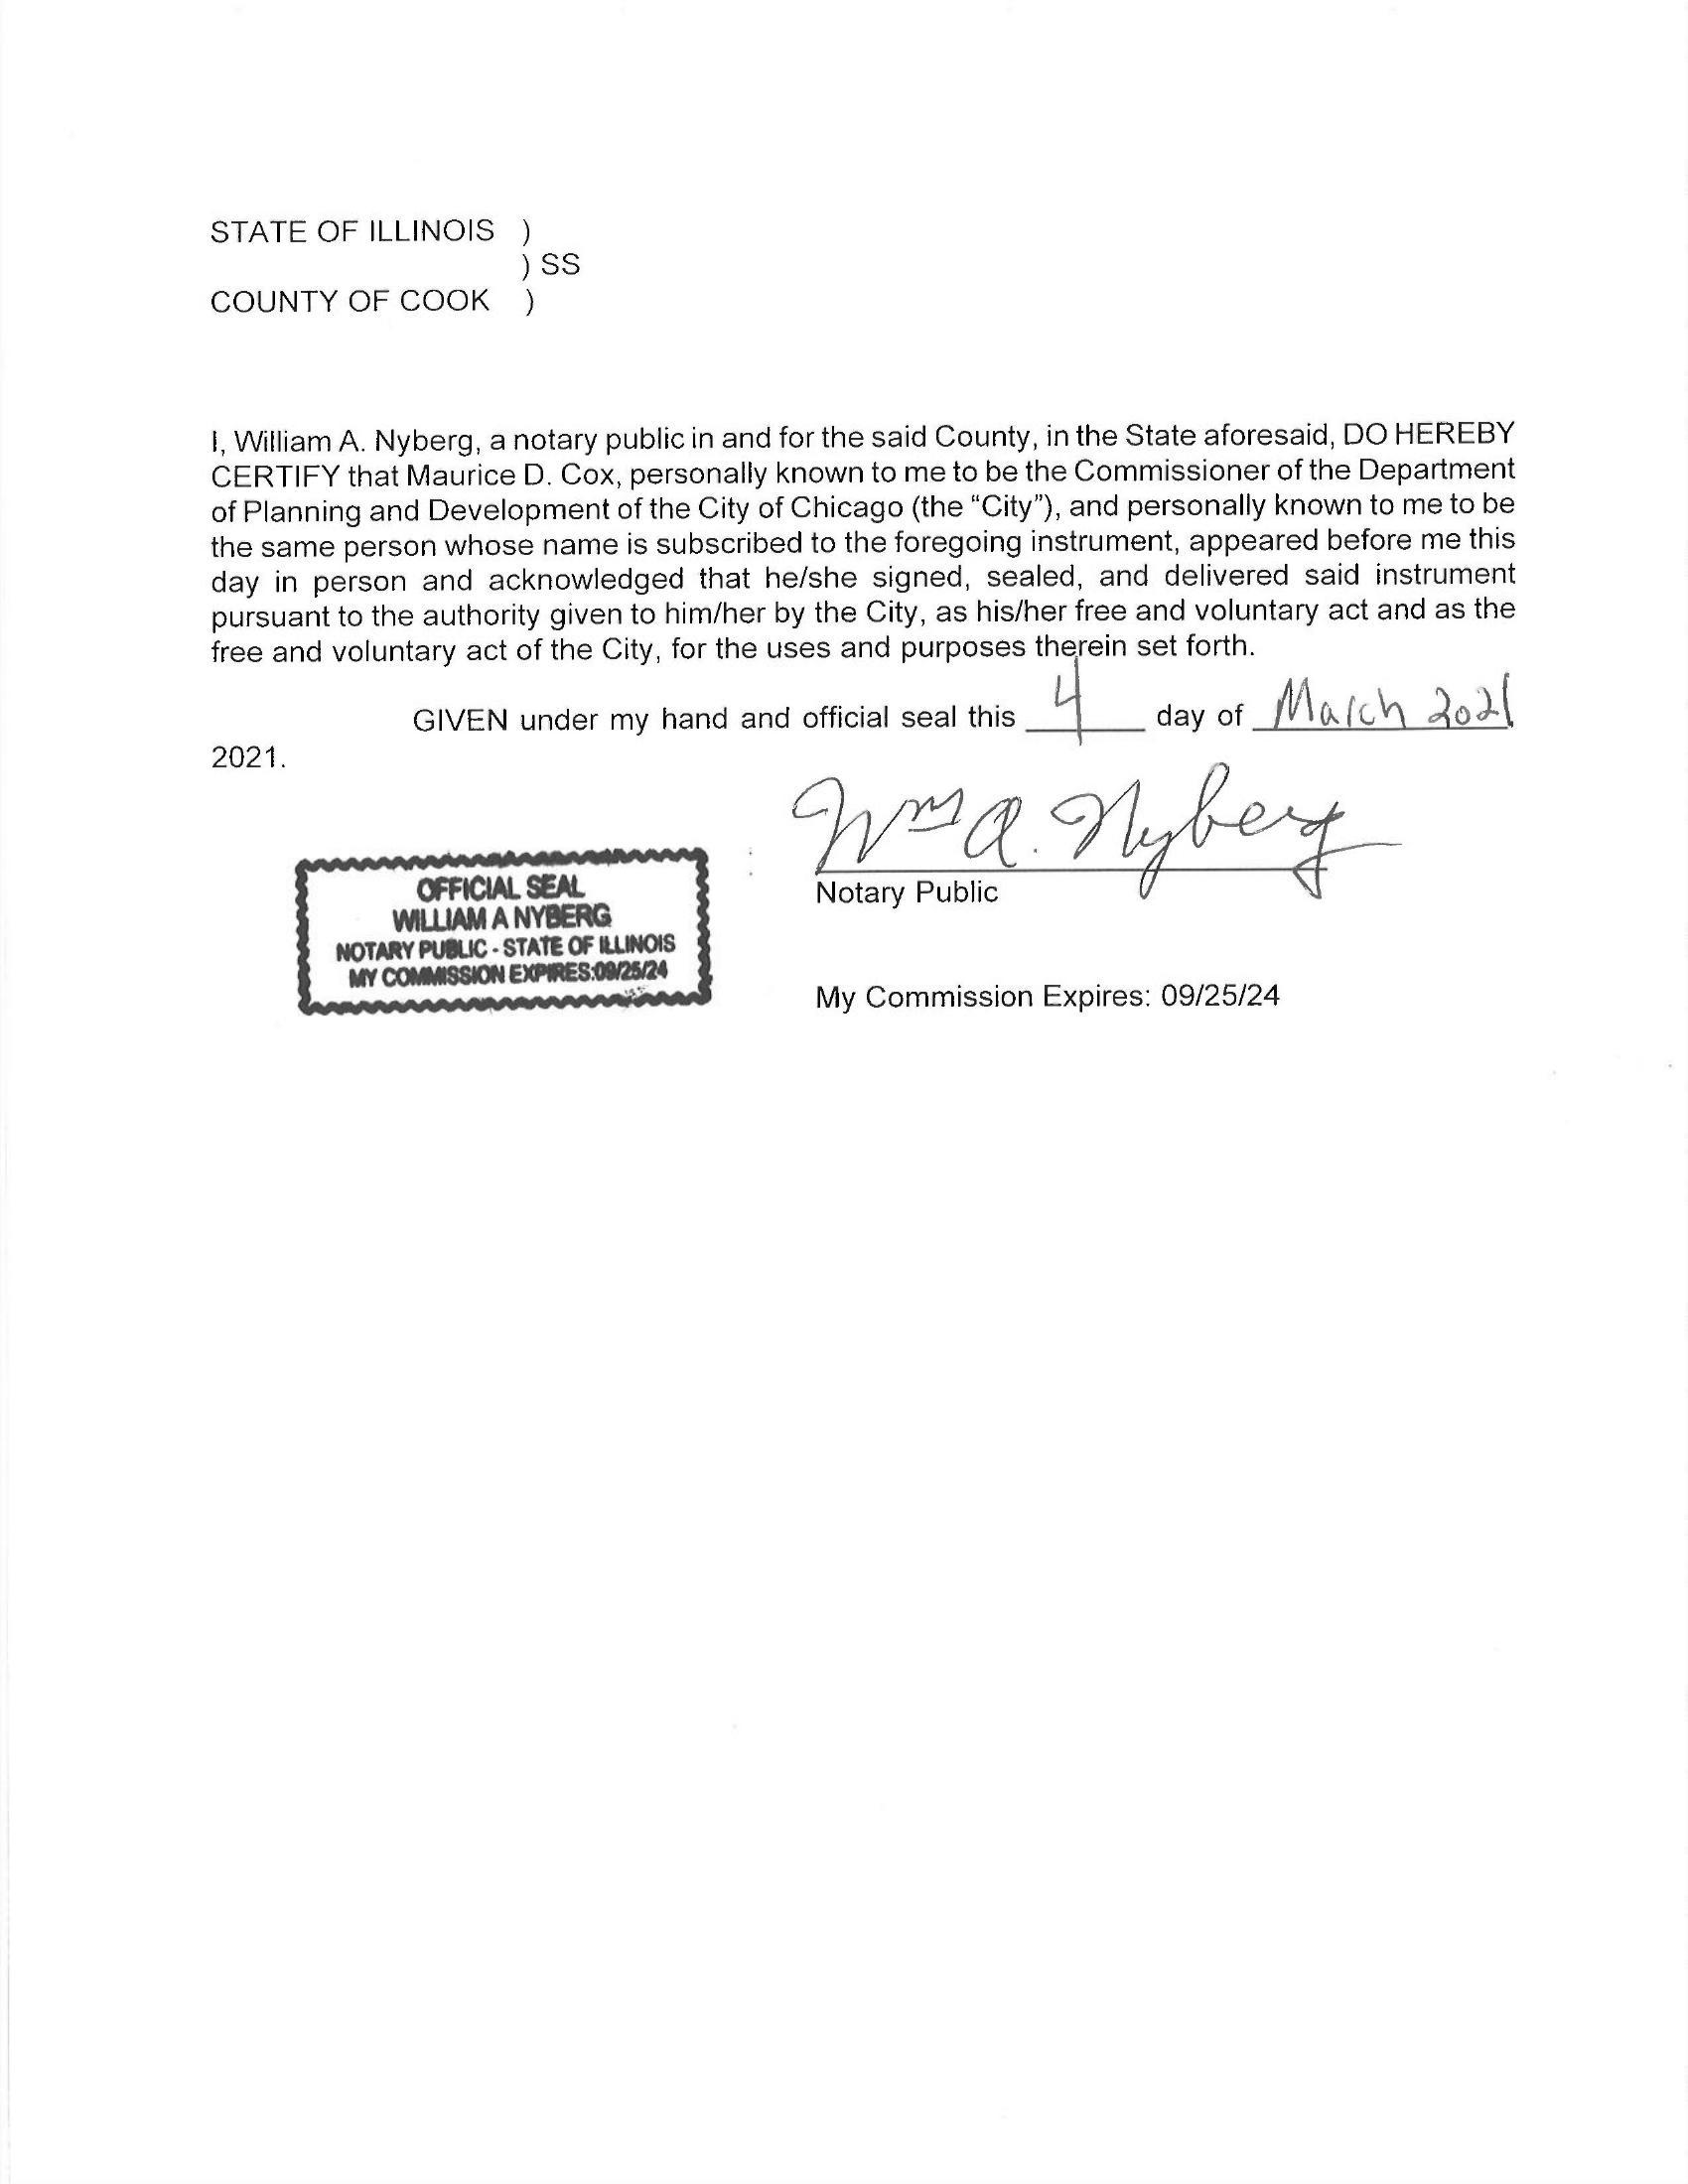 STATE OF ILLINOIS )
) SS
COUNTY OF COOK )
I, William A. Nyberg, a notary public in and for the said County, in the State aforesaid, DO HEREBY
CERTIFY that Maurice D. Cox, personally known to me to be the Commissioner of the Department
of Planning and Development of the City of Chicago (the “City”), and personally known to me to be
the same person whose name is subscribed to the foregoing instrument, appeared before me this
day in person and acknowledged that he/she signed, sealed, and delivered said instrument
pursuant to the authority given to him/her by the City, as his/her free and voluntary act and as the
free and voluntary act of the City, for the uses and purposes therein set forth.
GIVEN under my hand and official seal this 4 day of March 2021
2021.
Wm A. Nyberg
Notary Public
OFFICIAL SEAL
WILLIAM A NYBERG
NOTARY PUBLIC - STATE OF ILLINOIS
MY COMMISSION EXPIRES:09/25/24
My Commission Expires: 09/25/24